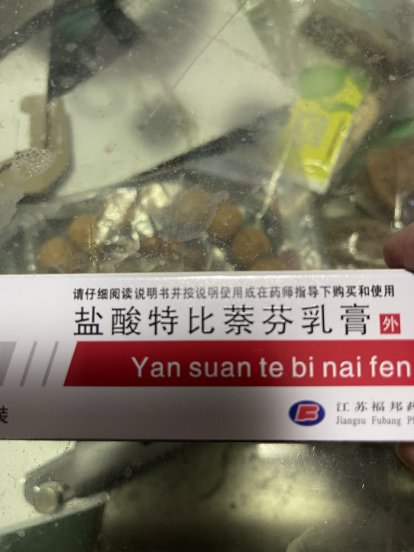 请仔细阅读说明书并按说明使用或在药师指导下购买和使用
盐酸特比萘芬乳膏 外
Yan suan te bi nai fen
装
江苏福邦药
Jiangsu Fubang P